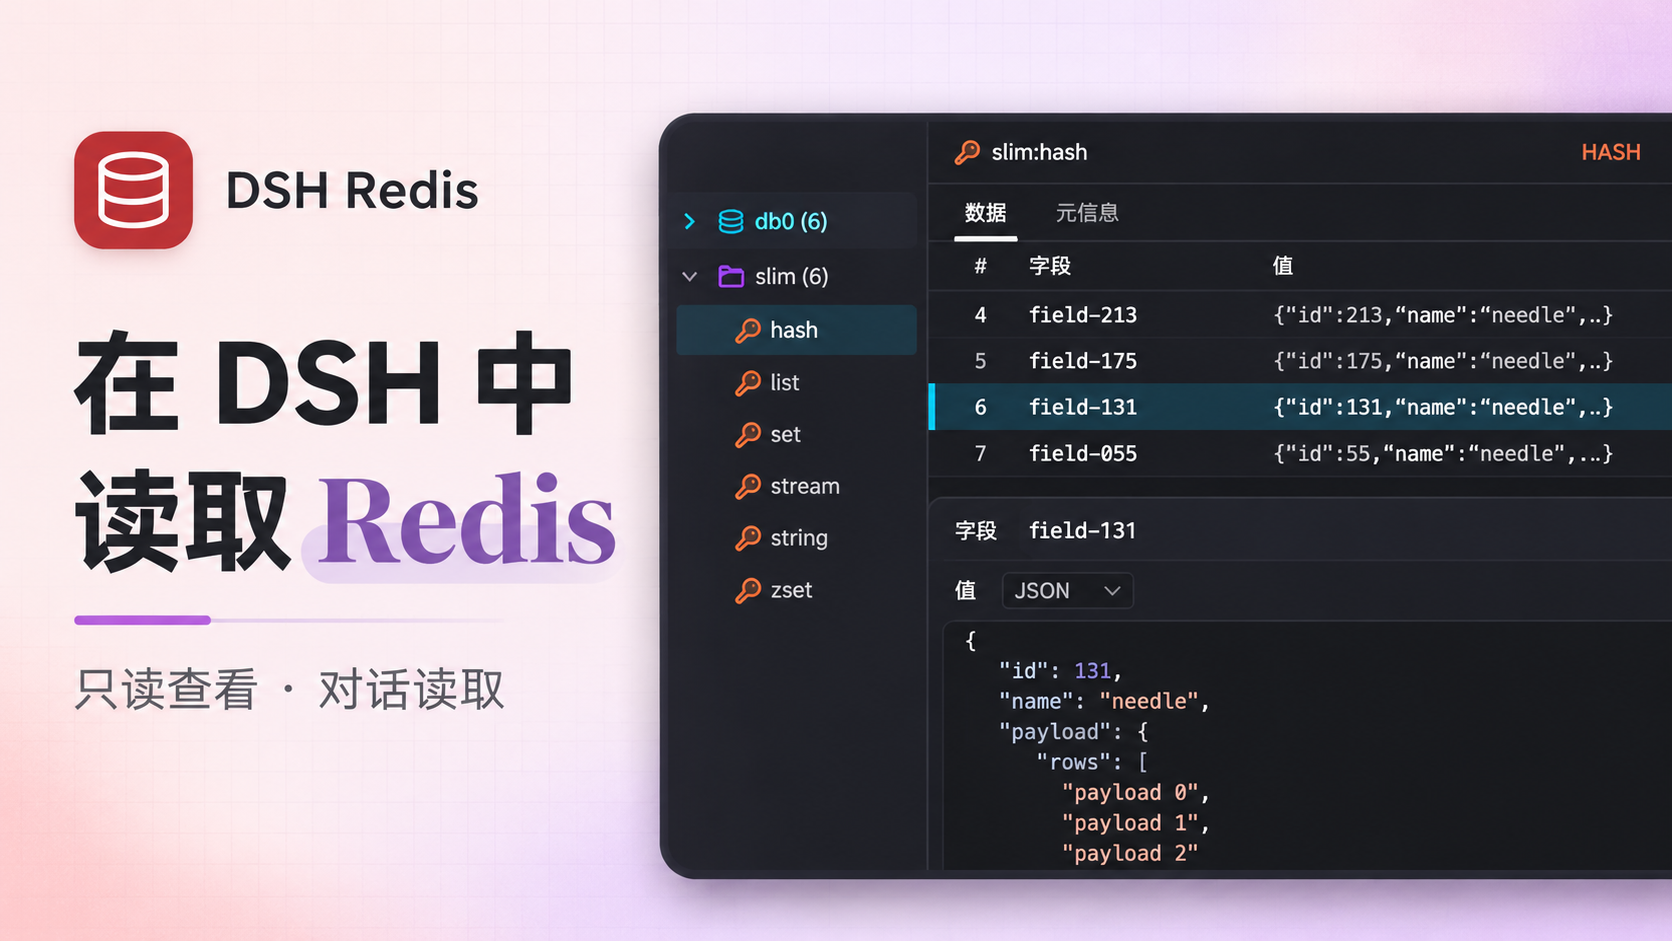 DSH Redis
在 DSH 中
读取 Redis
只读查看 · 对话读取
db0 (6)
slim (6)
hash
list
set
stream
string
zset
slim:hash HASH
数据 元信息
# 字段 值
4 field-213 {"id":213,“name”:“needle”,..}
5 field-175 {"id":175,“name”:“needle”,..}
6 field-131 {"id":131,“name”:“needle”,..}
7 field-055 {"id":55,“name”:“needle”,...}
字段 field-131
值 JSON
{
"id": 131,
"name": "needle",
"payload": {
"rows": [
"payload 0",
"payload 1",
"payload 2"